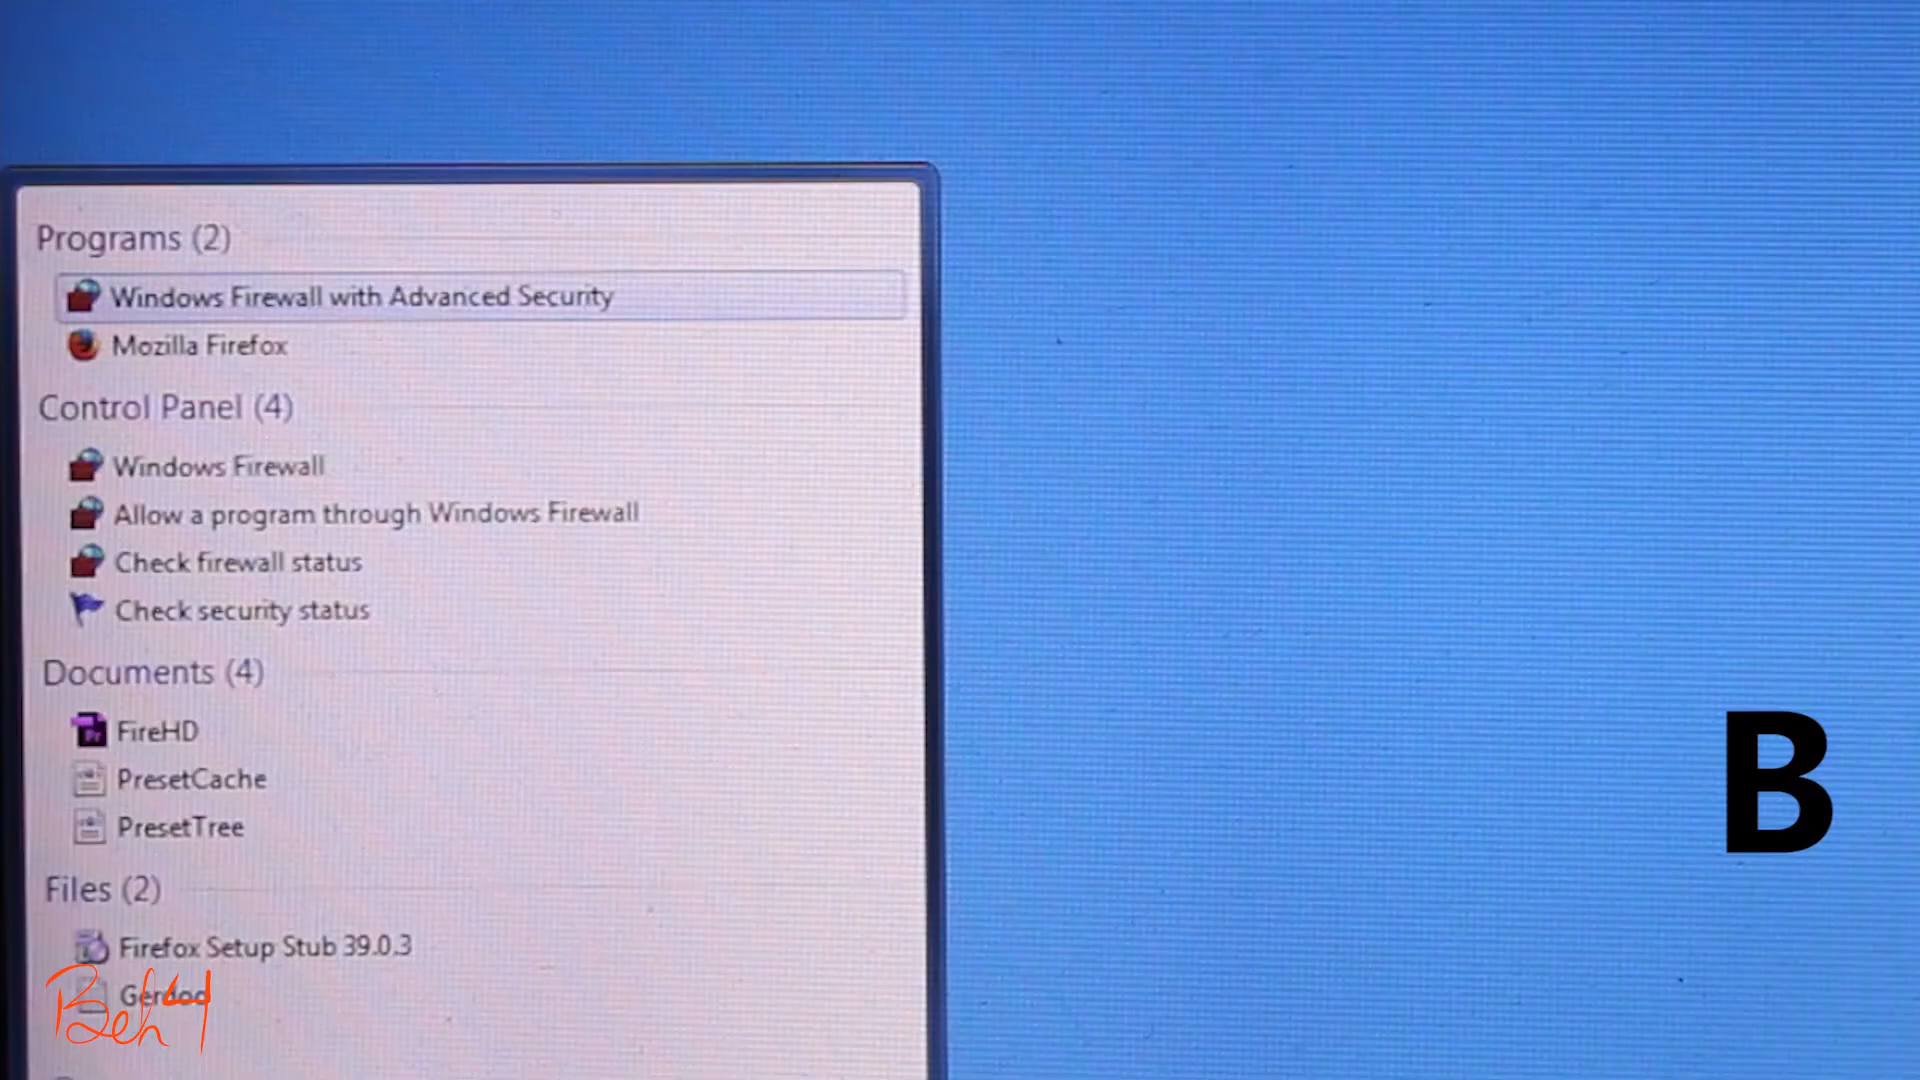 Programs (2)
Windows Firewall with Advanced Security
Mozilla Firefox
Control Panel (4)
Windows Firewall
Allow a program through Windows Firewall
Check firewall status
Check security status
Documents (4)
FireHD
PresetCache
PresetTree
Files (2)
Firefox Setup Stub 39.0.3
Gerdoo
Beh4
B